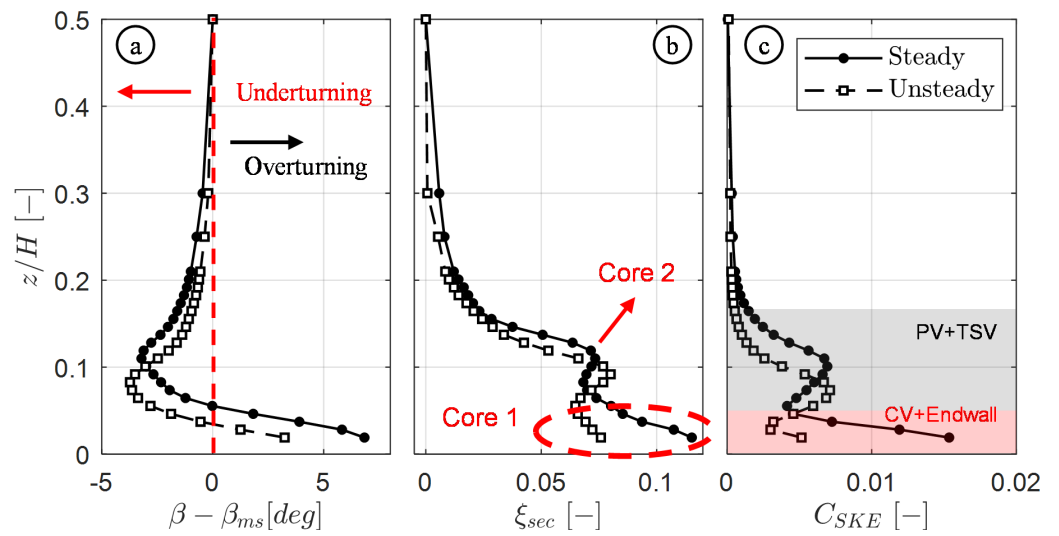 a
b
c
Steady
Unsteady
Underturning
Overturning
Core 2
Core 1
PV+TSV
CV+Endwall
z/H [−]
0.5
0.4
0.3
0.2
0.1
0
-5
0
5
β − β_ms[deg]
0
0.05
0.1
ξ_sec [−]
0
0.01
0.02
C_SKE [−]